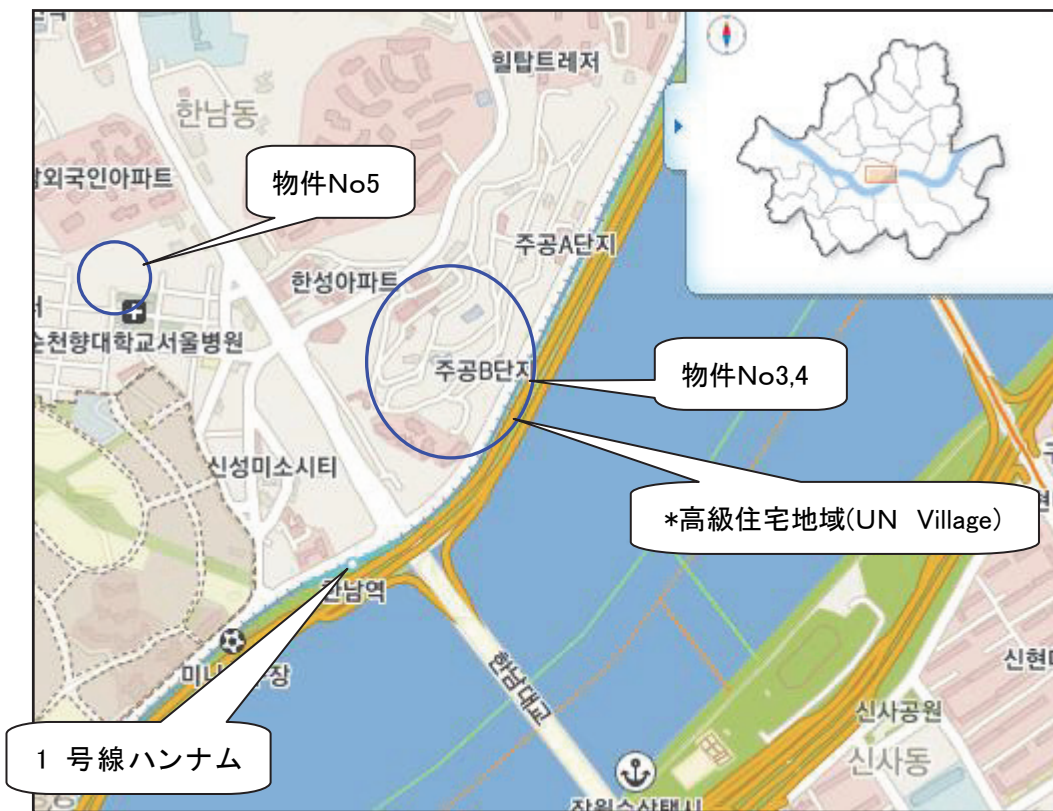 힐탑트레저
한남동
외국인아파트
物件No5
주공A단지
한성아파트
순천향대학교서울병원
주공B단지
物件No3,4
신성미소시티
*高級住宅地域(UN Village)
한남역
한남대교
신현
신사공원
신사동
1 号線ハンナム